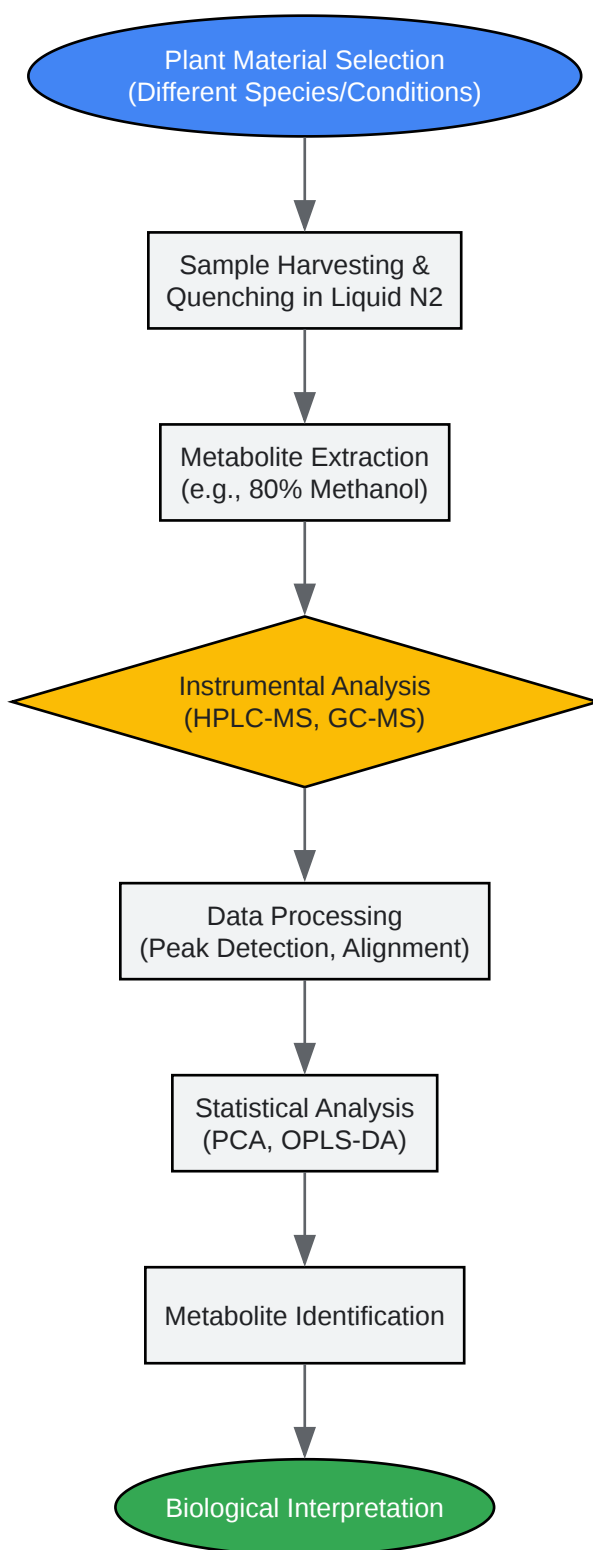 Plant Material Selection
(Different Species/Conditions)
Sample Harvesting &
Quenching in Liquid N2
Metabolite Extraction
(e.g., 80% Methanol)
Instrumental Analysis
(HPLC-MS, GC-MS)
Data Processing
(Peak Detection, Alignment)
Statistical Analysis
(PCA, OPLS-DA)
Metabolite Identification
Biological Interpretation